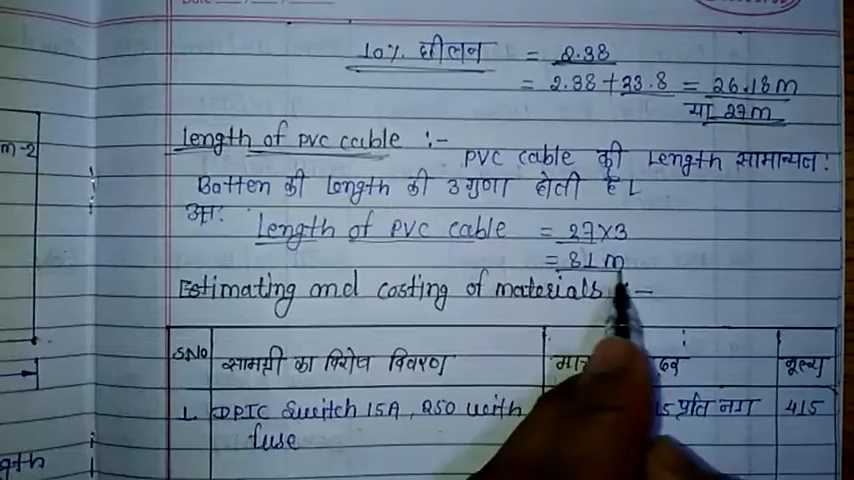 10% छीलन = 2.38
= 2.38 + 23.8 = 26.18m
या 27m
m-2
Length of PVC cable :-
PVC cable की Length सामान्यत:
Batten की Length की 3 गुणा होती है।
अत:
Length of PVC cable = 27×3
= 81 m
Estimating and costing of materials :-
S.No सामग्री का विशेष विवरण दर मूल्य
1. DPIC Switch 15A, 250 with प्रति नग 415
fuse
gth